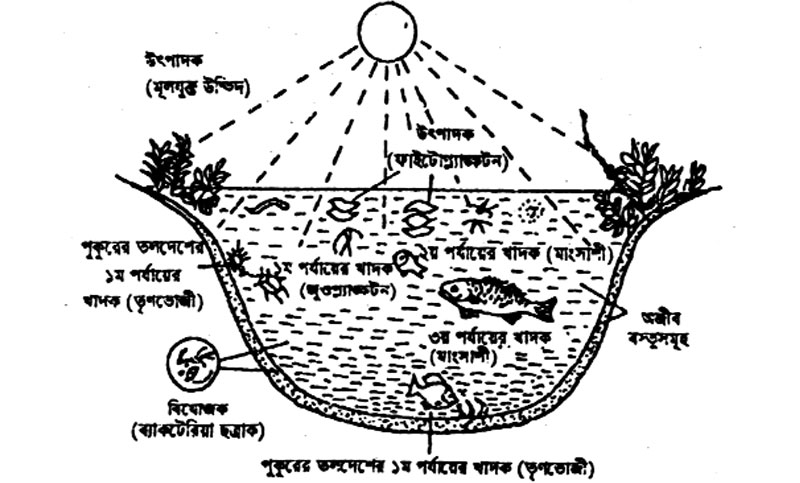 উৎপাদক
(মূলযুক্ত উদ্ভিদ)
উৎপাদক
(ফাইটোপ্ল্যাঙ্কটন)
পুকুরের তলদেশের
১ম পর্যায়ের
খাদক (তৃণভোজী)
১ম পর্যায়ের খাদক
(জুওপ্ল্যাঙ্কটন)
২য় পর্যায়ের খাদক (মাংসাশী)
৩য় পর্যায়ের খাদক
(মাংসাশী)
অজীব
বস্তুসমূহ
বিযোজক
(ব্যাকটেরিয়া ছত্রাক)
পুকুরের তলদেশের ১ম পর্যায়ের খাদক (তৃণভোজী)